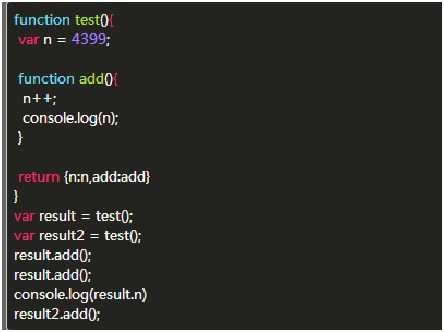 function test(){
var n = 4399;
function add(){
n++;
console.log(n);
}
return {n:n,add:add}
}
var result = test();
var result2 = test();
result.add();
result.add();
console.log(result.n)
result2.add();